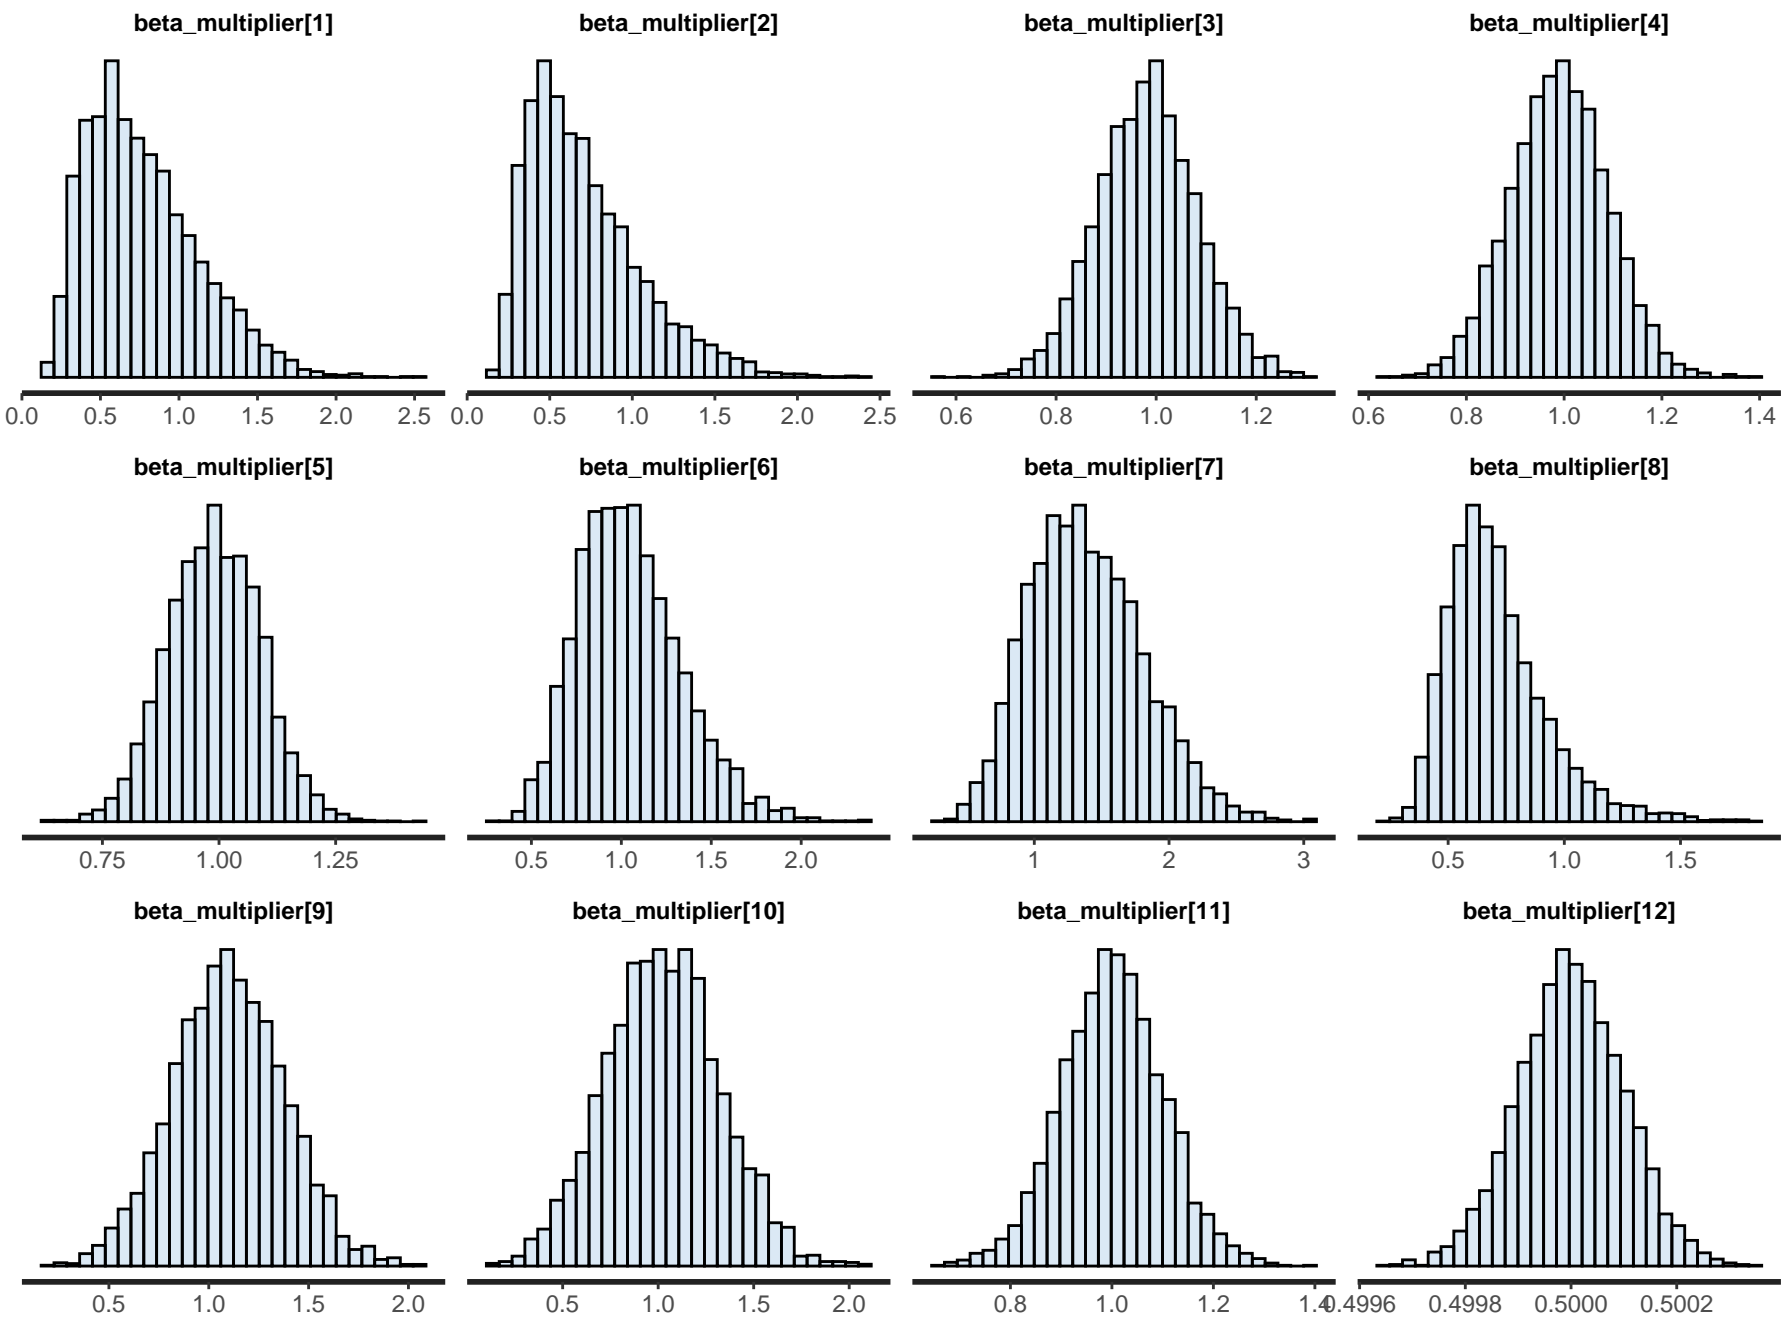 beta_multiplier[1] beta_multiplier[2] beta_multiplier[3] beta_multiplier[4]
0.0 0.5 1.0 1.5 2.0 2.5 0.0 0.5 1.0 1.5 2.0 2.5 0.6 0.8 1.0 1.2 0.6 0.8 1.0 1.2 1.4
beta_multiplier[5] beta_multiplier[6] beta_multiplier[7] beta_multiplier[8]
0.75 1.00 1.25 0.5 1.0 1.5 2.0 1 2 3 0.5 1.0 1.5
beta_multiplier[9] beta_multiplier[10] beta_multiplier[11] beta_multiplier[12]
0.5 1.0 1.5 2.0 0.5 1.0 1.5 2.0 0.8 1.0 1.2 1.4 0.4996 0.4998 0.5000 0.5002